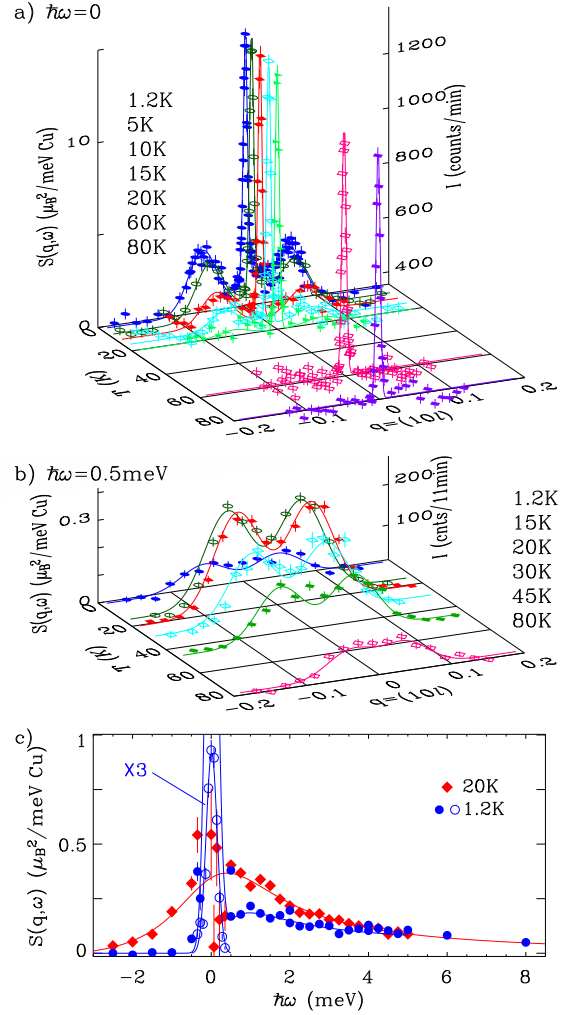 a) ℏω=0
S(q,ω) (μ_B²/meV Cu)
10
0
1.2K
5K
10K
15K
20K
60K
80K
1200
1000
800
600
400
I (counts/min)
0
20
40
60
80
T (K)
−0.2
−0.1
0
0.1
0.2
q=(10l)
b) ℏω=0.5meV
S(q,ω) (μ_B²/meV Cu)
0.3
0
200
100
I (cnts/11min)
1.2K
15K
20K
30K
45K
80K
20
40
60
80
T (K)
−0.2
−0.1
0
0.1
0.2
q=(10l)
c)
S(q,ω) (μ_B²/meV Cu)
1
0.5
0
X3
20K
1.2K
−2 0 2 4 6 8
ℏω (meV)